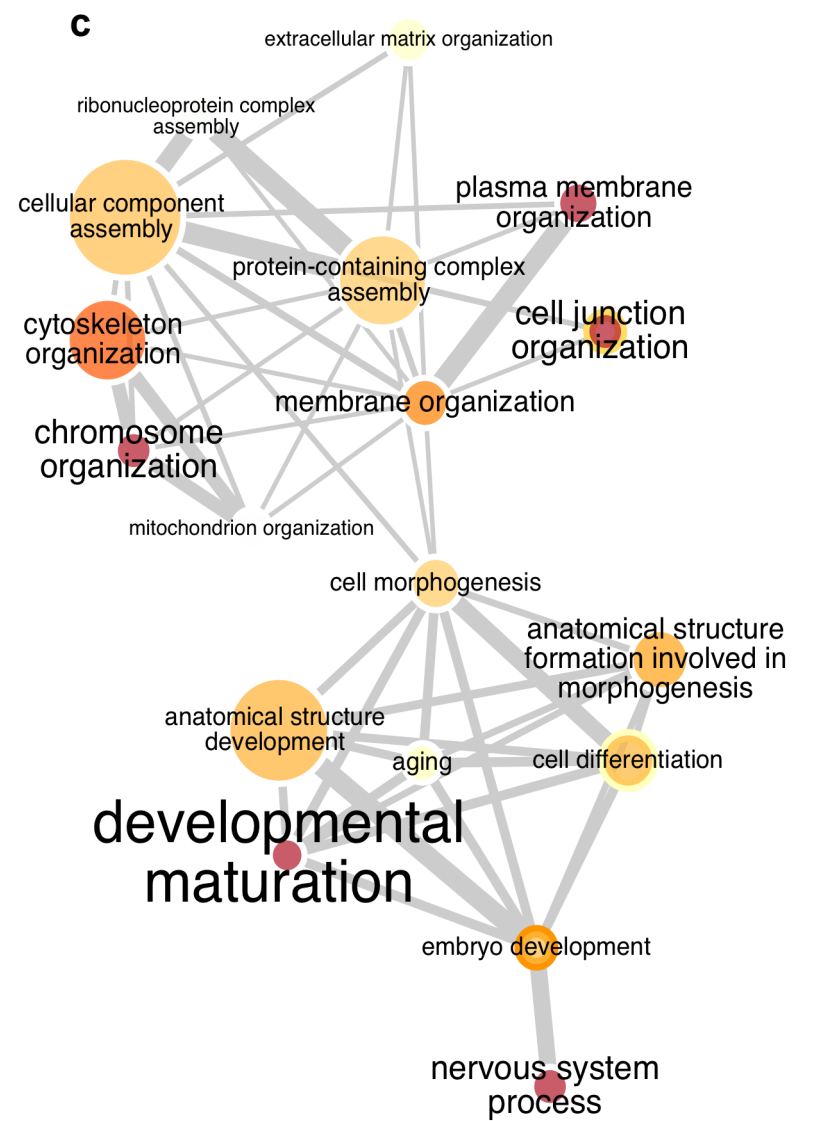 c
extracellular matrix organization
ribonucleoprotein complex
assembly
cellular component
assembly
plasma membrane
organization
protein-containing complex
assembly
cytoskeleton
organization
cell junction
organization
membrane organization
chromosome
organization
mitochondrion organization
cell morphogenesis
anatomical structure
formation involved in
morphogenesis
anatomical structure
development
aging
cell differentiation
developmental
maturation
embryo development
nervous system
process